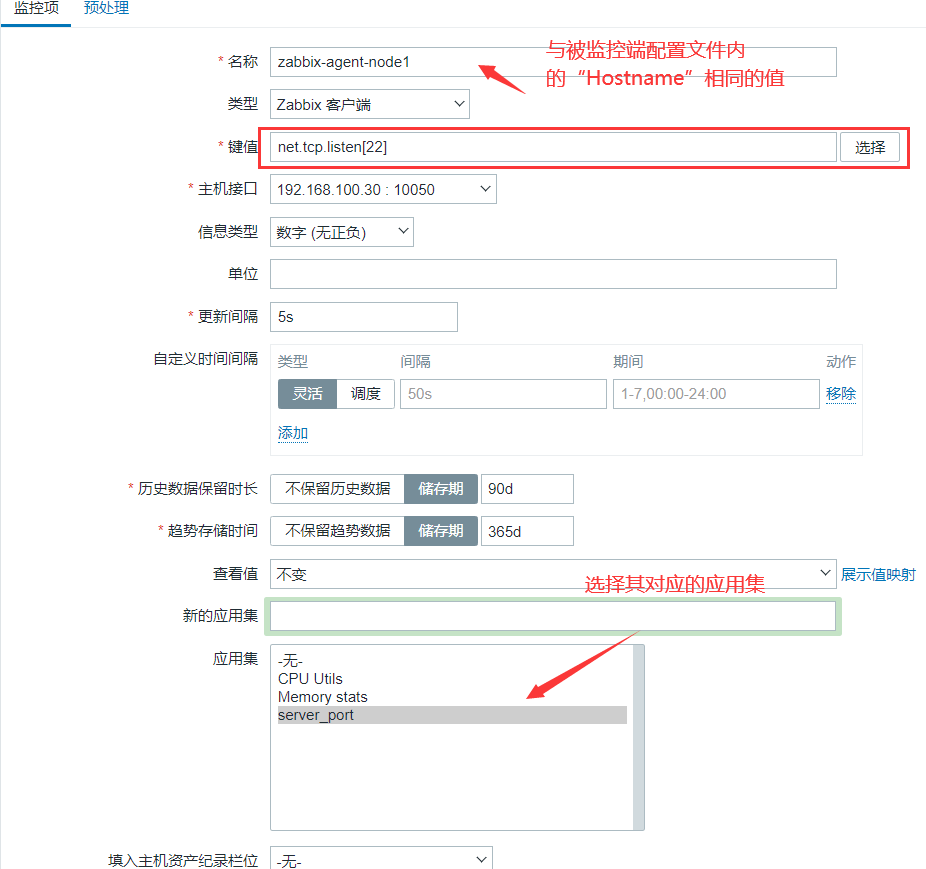 监控项 预处理
* 名称 zabbix-agent-node1
与被监控端配置文件内
的“Hostname”相同的值
类型 Zabbix 客户端
* 键值 net.tcp.listen[22] 选择
* 主机接口 192.168.100.30 : 10050
信息类型 数字 (无正负)
单位
* 更新间隔 5s
自定义时间间隔 类型 间隔 期间 动作
灵活 调度 50s 1-7,00:00-24:00 移除
添加
* 历史数据保留时长 不保留历史数据 储存期 90d
* 趋势存储时间 不保留趋势数据 储存期 365d
查看值 不变 展示值映射
选择其对应的应用集
新的应用集
应用集 -无-
CPU Utils
Memory stats
server_port
填入主机资产纪录栏位 -无-